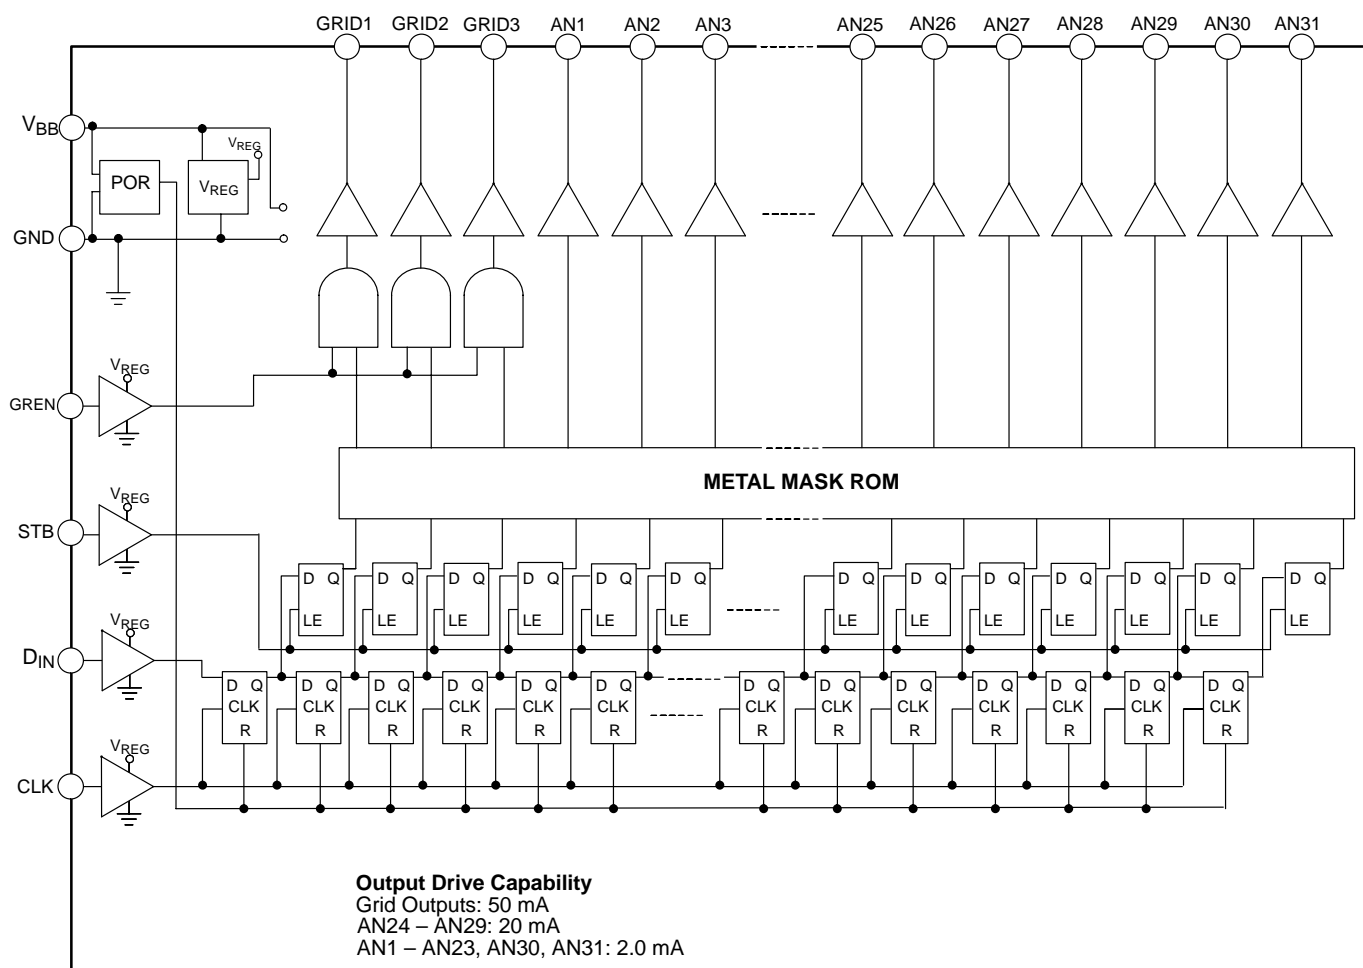 GRID1 GRID2 GRID3 AN1 AN2 AN3 AN25 AN26 AN27 AN28 AN29 AN30 AN31
VBB
VREG
POR
VREG
GND
VREG
GREN
METAL MASK ROM
VREG
STB
D Q D Q D Q D Q D Q D Q D Q D Q D Q D Q D Q D Q D Q
LE LE LE LE LE LE LE LE LE LE LE LE LE
VREG
DIN
D Q D Q D Q D Q D Q D Q D Q D Q D Q D Q D Q D Q D Q
CLK CLK CLK CLK CLK CLK CLK CLK CLK CLK CLK CLK CLK
R R R R R R R R R R R R R
VREG
CLK
Output Drive Capability
Grid Outputs: 50 mA
AN24 – AN29: 20 mA
AN1 – AN23, AN30, AN31: 2.0 mA